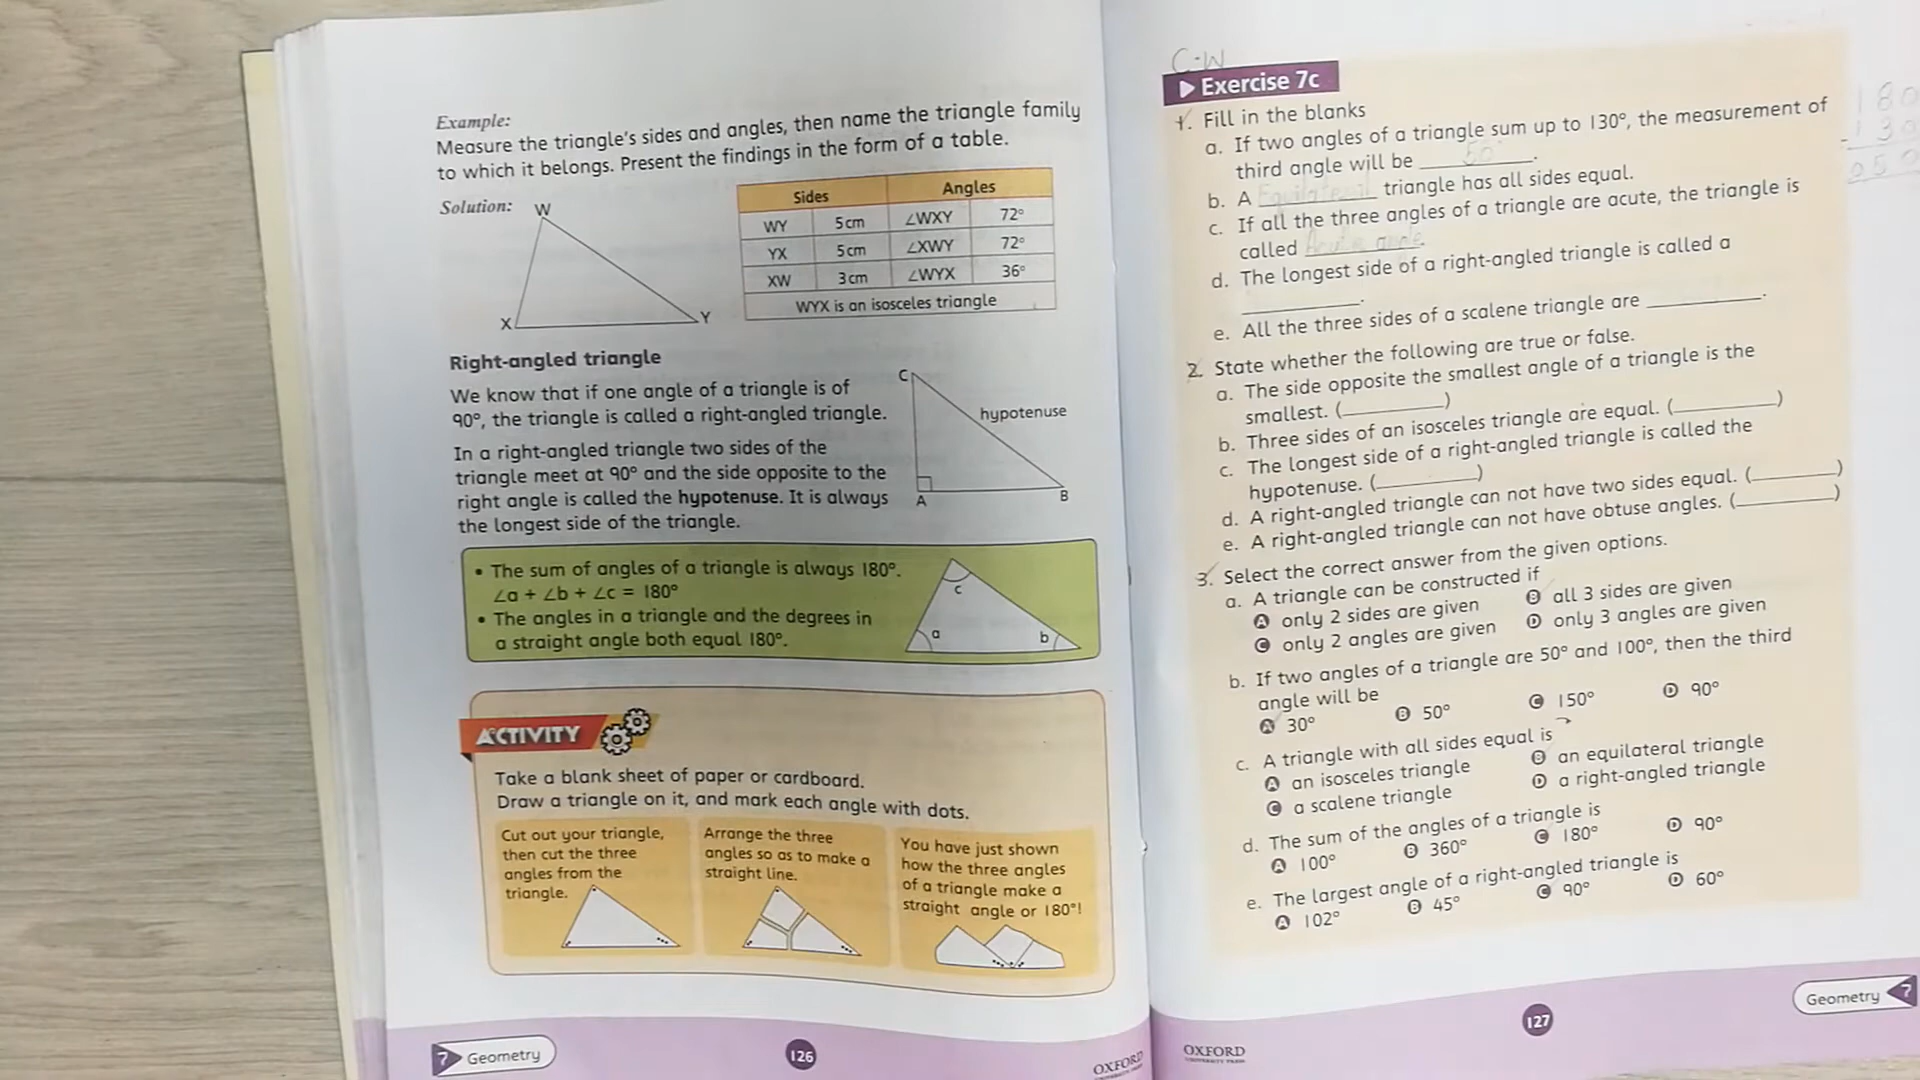 Example:
Measure the triangle's sides and angles, then name the triangle family
to which it belongs. Present the findings in the form of a table.
Solution:
W
X
Y
Sides Angles
WY 5cm ∠WXY 72°
YX 5cm ∠XWY 72°
XW 3cm ∠WYX 36°
WYX is an isosceles triangle
Right-angled triangle
We know that if one angle of a triangle is of
90°, the triangle is called a right-angled triangle.
In a right-angled triangle two sides of the
triangle meet at 90° and the side opposite to the
right angle is called the hypotenuse. It is always
the longest side of the triangle.
C
hypotenuse
A
B
• The sum of angles of a triangle is always 180°.
∠a + ∠b + ∠c = 180°
• The angles in a triangle and the degrees in
a straight angle both equal 180°.
c
a
b
ACTIVITY
Take a blank sheet of paper or cardboard.
Draw a triangle on it, and mark each angle with dots.
Cut out your triangle,
then cut the three
angles from the
triangle.
Arrange the three
angles so as to make a
straight line.
You have just shown
how the three angles
of a triangle make a
straight angle or 180°!
7 Geometry
126
OXFORD
C.W
Exercise 7c
1. Fill in the blanks
a. If two angles of a triangle sum up to 130°, the measurement of
third angle will be 50°.
b. A Equilateral triangle has all sides equal.
c. If all the three angles of a triangle are acute, the triangle is
called Acute angle.
d. The longest side of a right-angled triangle is called a
__________.
e. All the three sides of a scalene triangle are __________.
2. State whether the following are true or false.
a. The side opposite the smallest angle of a triangle is the
smallest. (__________)
b. Three sides of an isosceles triangle are equal. (__________)
c. The longest side of a right-angled triangle is called the
hypotenuse. (__________)
d. A right-angled triangle can not have two sides equal. (__________)
e. A right-angled triangle can not have obtuse angles. (__________)
3. Select the correct answer from the given options.
a. A triangle can be constructed if
A only 2 sides are given B all 3 sides are given
C only 2 angles are given D only 3 angles are given
b. If two angles of a triangle are 50° and 100°, then the third
angle will be
A 30° B 50° C 150° D 90°
c. A triangle with all sides equal is
A an isosceles triangle B an equilateral triangle
C a scalene triangle D a right-angled triangle
d. The sum of the angles of a triangle is
A 100° B 360° C 180° D 90°
e. The largest angle of a right-angled triangle is
A 102° B 45° C 90° D 60°
180
- 130
050
OXFORD
UNIVERSITY PRESS
127
Geometry 7